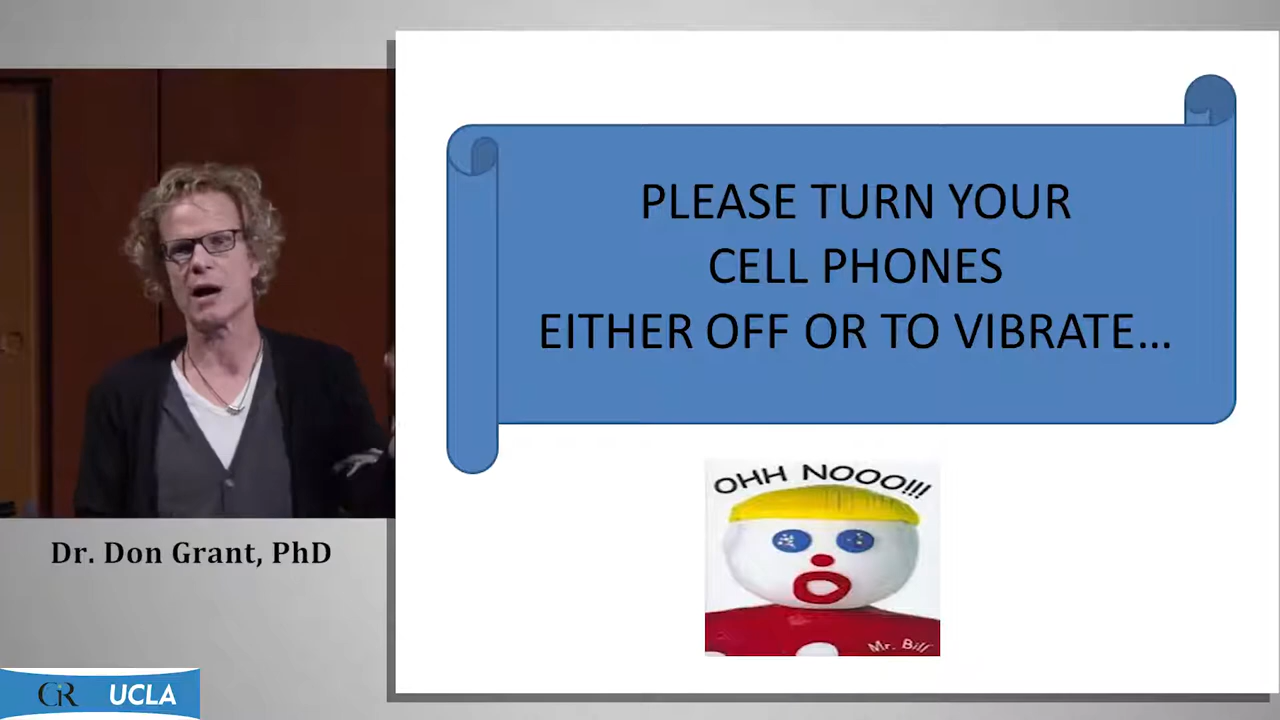 PLEASE TURN YOUR
CELL PHONES
EITHER OFF OR TO VIBRATE...
OHH NOOO!!!
Mr. Bill
Dr. Don Grant, PhD
CiR UCLA